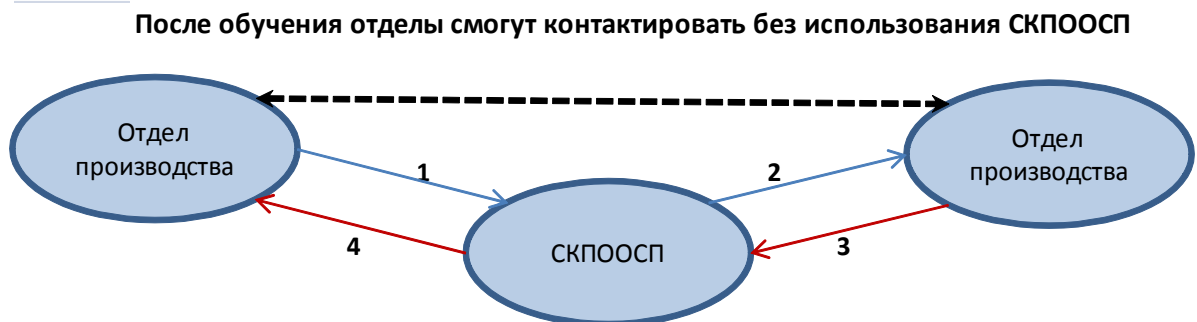 После обучения отделы смогут контактировать без использования СКПООСП
Отдел
производства
Отдел
производства
1
2
СКПООСП
4
3